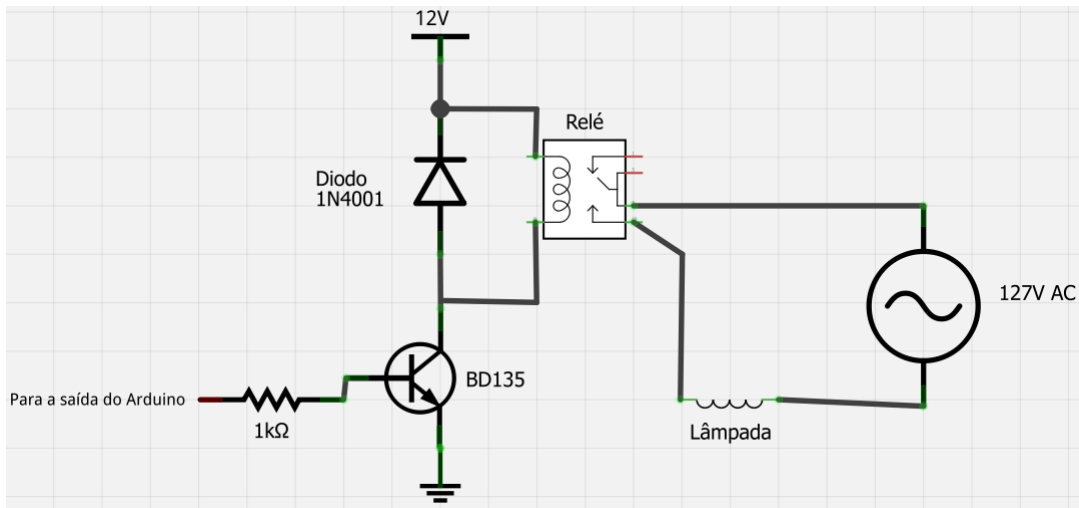 12V
Relé
Diodo
1N4001
127V AC
BD135
Para a saída do Arduino
1kΩ
Lâmpada